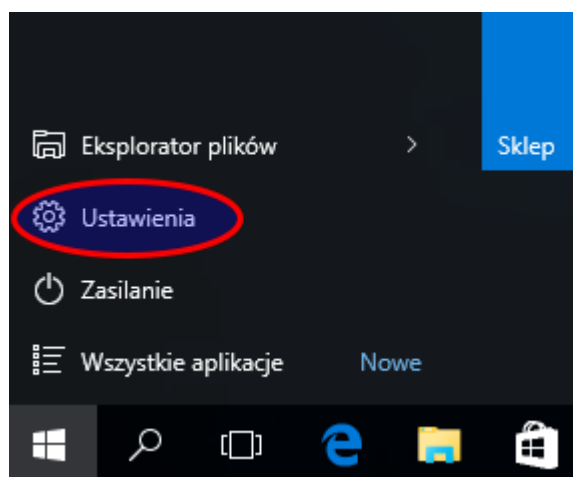 Eksplorator plików
Sklep
Ustawienia
Zasilanie
Wszystkie aplikacje Nowe